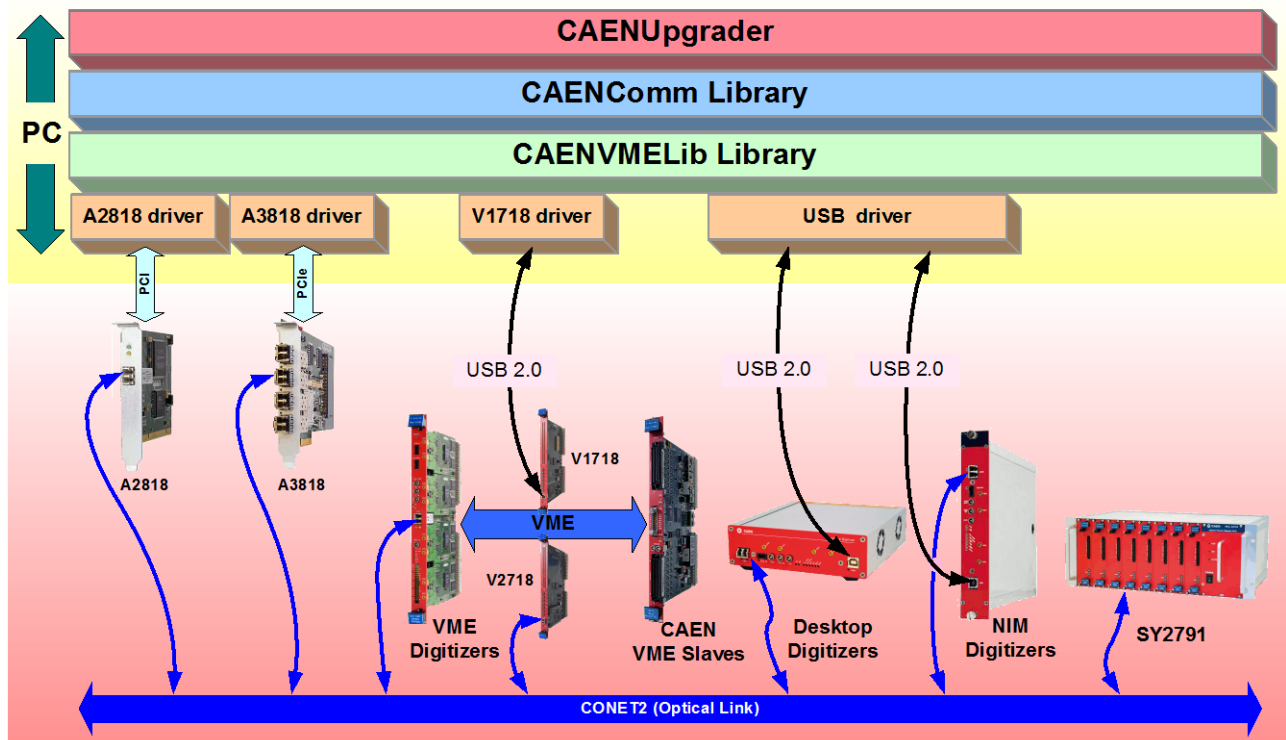 CAENUpgrader
CAENComm Library
PC
CAENVMELib Library
A2818 driver
A3818 driver
V1718 driver
USB driver
PCI
PCIe
USB 2.0
USB 2.0
USB 2.0
A2818
A3818
V1718
VME
V2718
VME
Digitizers
CAEN
VME Slaves
Desktop
Digitizers
NIM
Digitizers
SY2791
CONET2 (Optical Link)